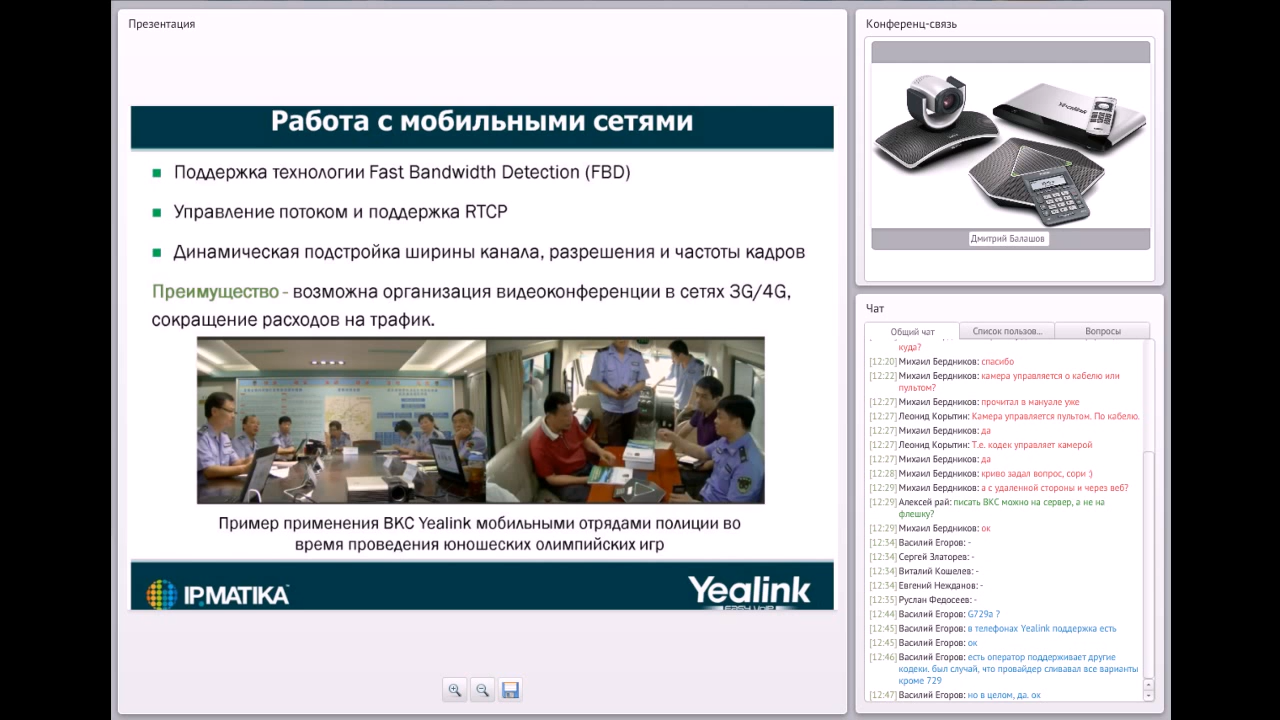 Презентация
Работа с мобильными сетями
Поддержка технологии Fast Bandwidth Detection (FBD)
Управление потоком и поддержка RTCP
Динамическая подстройка ширины канала, разрешения и частоты кадров
Преимущество - возможна организация видеоконференции в сетях 3G/4G,
сокращение расходов на трафик.
Пример применения ВКС Yealink мобильными отрядами полиции во
время проведения юношеских олимпийских игр
IP.MATIKA
Yealink
Конференц-связь
Yealink
Дмитрий Балашов
Чат
Общий чат
Список пользов...
Вопросы
куда?
[12:20] Михаил Бердников: спасибо
[12:22] Михаил Бердников: камера управляется о кабелю или
пультом?
[12:27] Михаил Бердников: прочитал в мануале уже
[12:27] Леонид Корытин: Камера управляется пультом. По кабелю.
[12:27] Михаил Бердников: да
[12:27] Леонид Корытин: Т.е. кодек управляет камерой
[12:27] Михаил Бердников: да
[12:28] Михаил Бердников: криво задал вопрос, сори :)
[12:29] Михаил Бердников: а с удаленной стороны и через веб?
[12:29] Алексей рай: писать ВКС можно на сервер, а не на
флешку?
[12:29] Михаил Бердников: ок
[12:34] Василий Егоров: -
[12:34] Сергей Златорев: -
[12:34] Виталий Кошелев: -
[12:34] Евгений Нежданов: -
[12:35] Руслан Федосеев: -
[12:44] Василий Егоров: G729a ?
[12:45] Василий Егоров: в телефонах Yealink поддержка есть
[12:45] Василий Егоров: ок
[12:46] Василий Егоров: есть оператор поддерживает другие
кодеки. был случай, что провайдер сливавал все варианты
кроме 729
[12:47] Василий Егоров: но в целом, да. ок